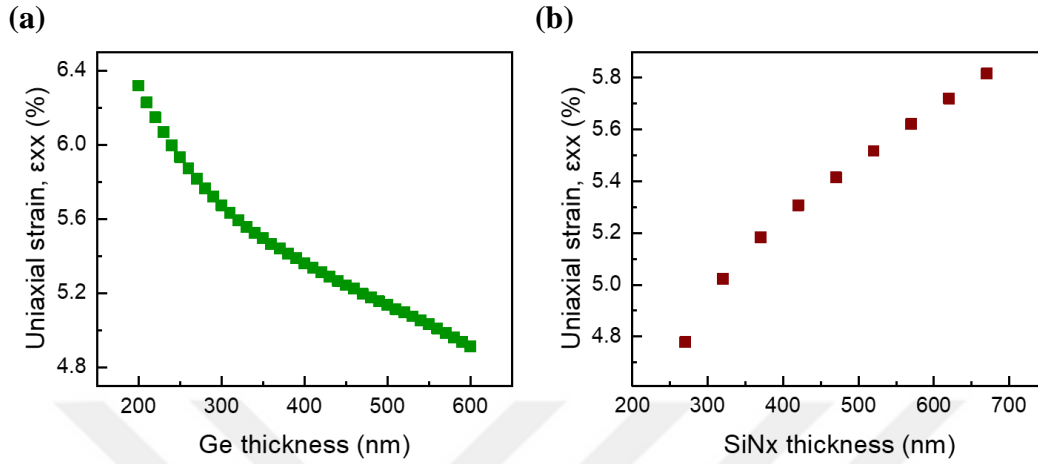 (a)
(b)
Uniaxial strain, εxx (%)
6.4
6.0
5.6
5.2
4.8
200 300 400 500 600
Ge thickness (nm)
Uniaxial strain, εxx (%)
5.8
5.6
5.4
5.2
5.0
4.8
200 300 400 500 600 700
SiNx thickness (nm)